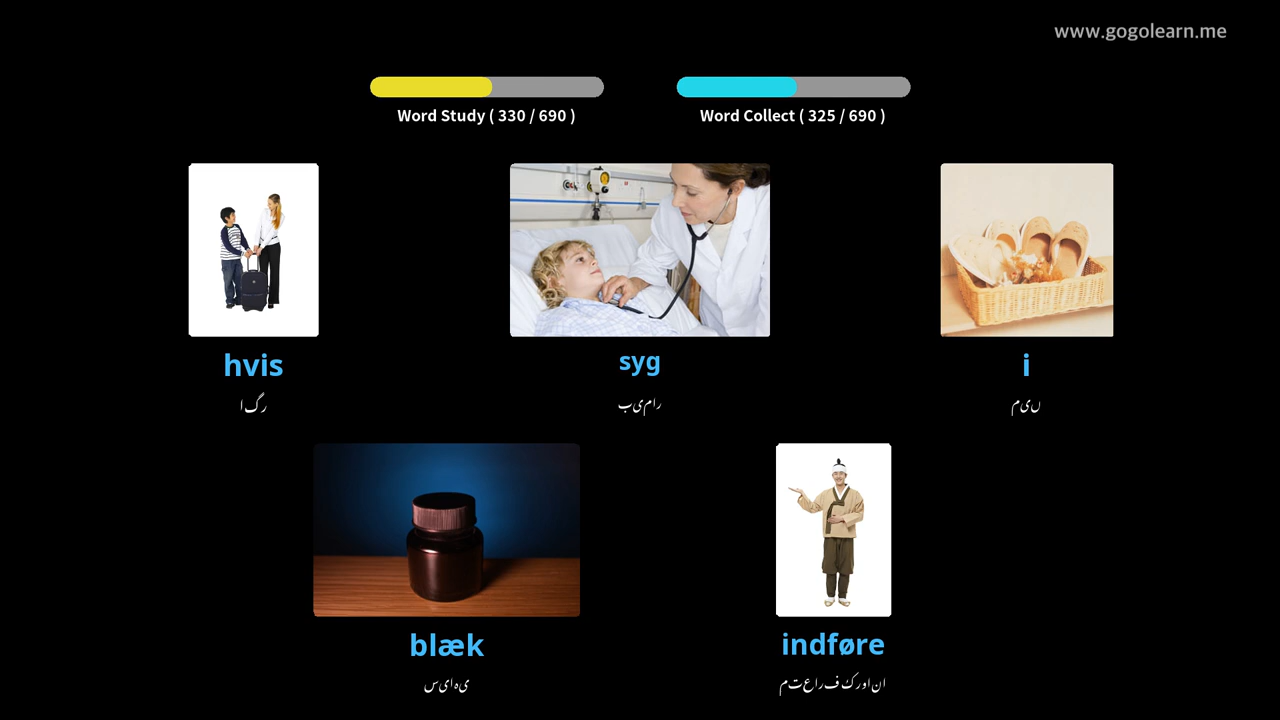 www.gogolearn.me
Word Study ( 330 / 690 )
Word Collect ( 325 / 690 )
hvis
اگر
syg
بیمار
i
میں
blæk
سیاہی
indføre
متعارف کروانا